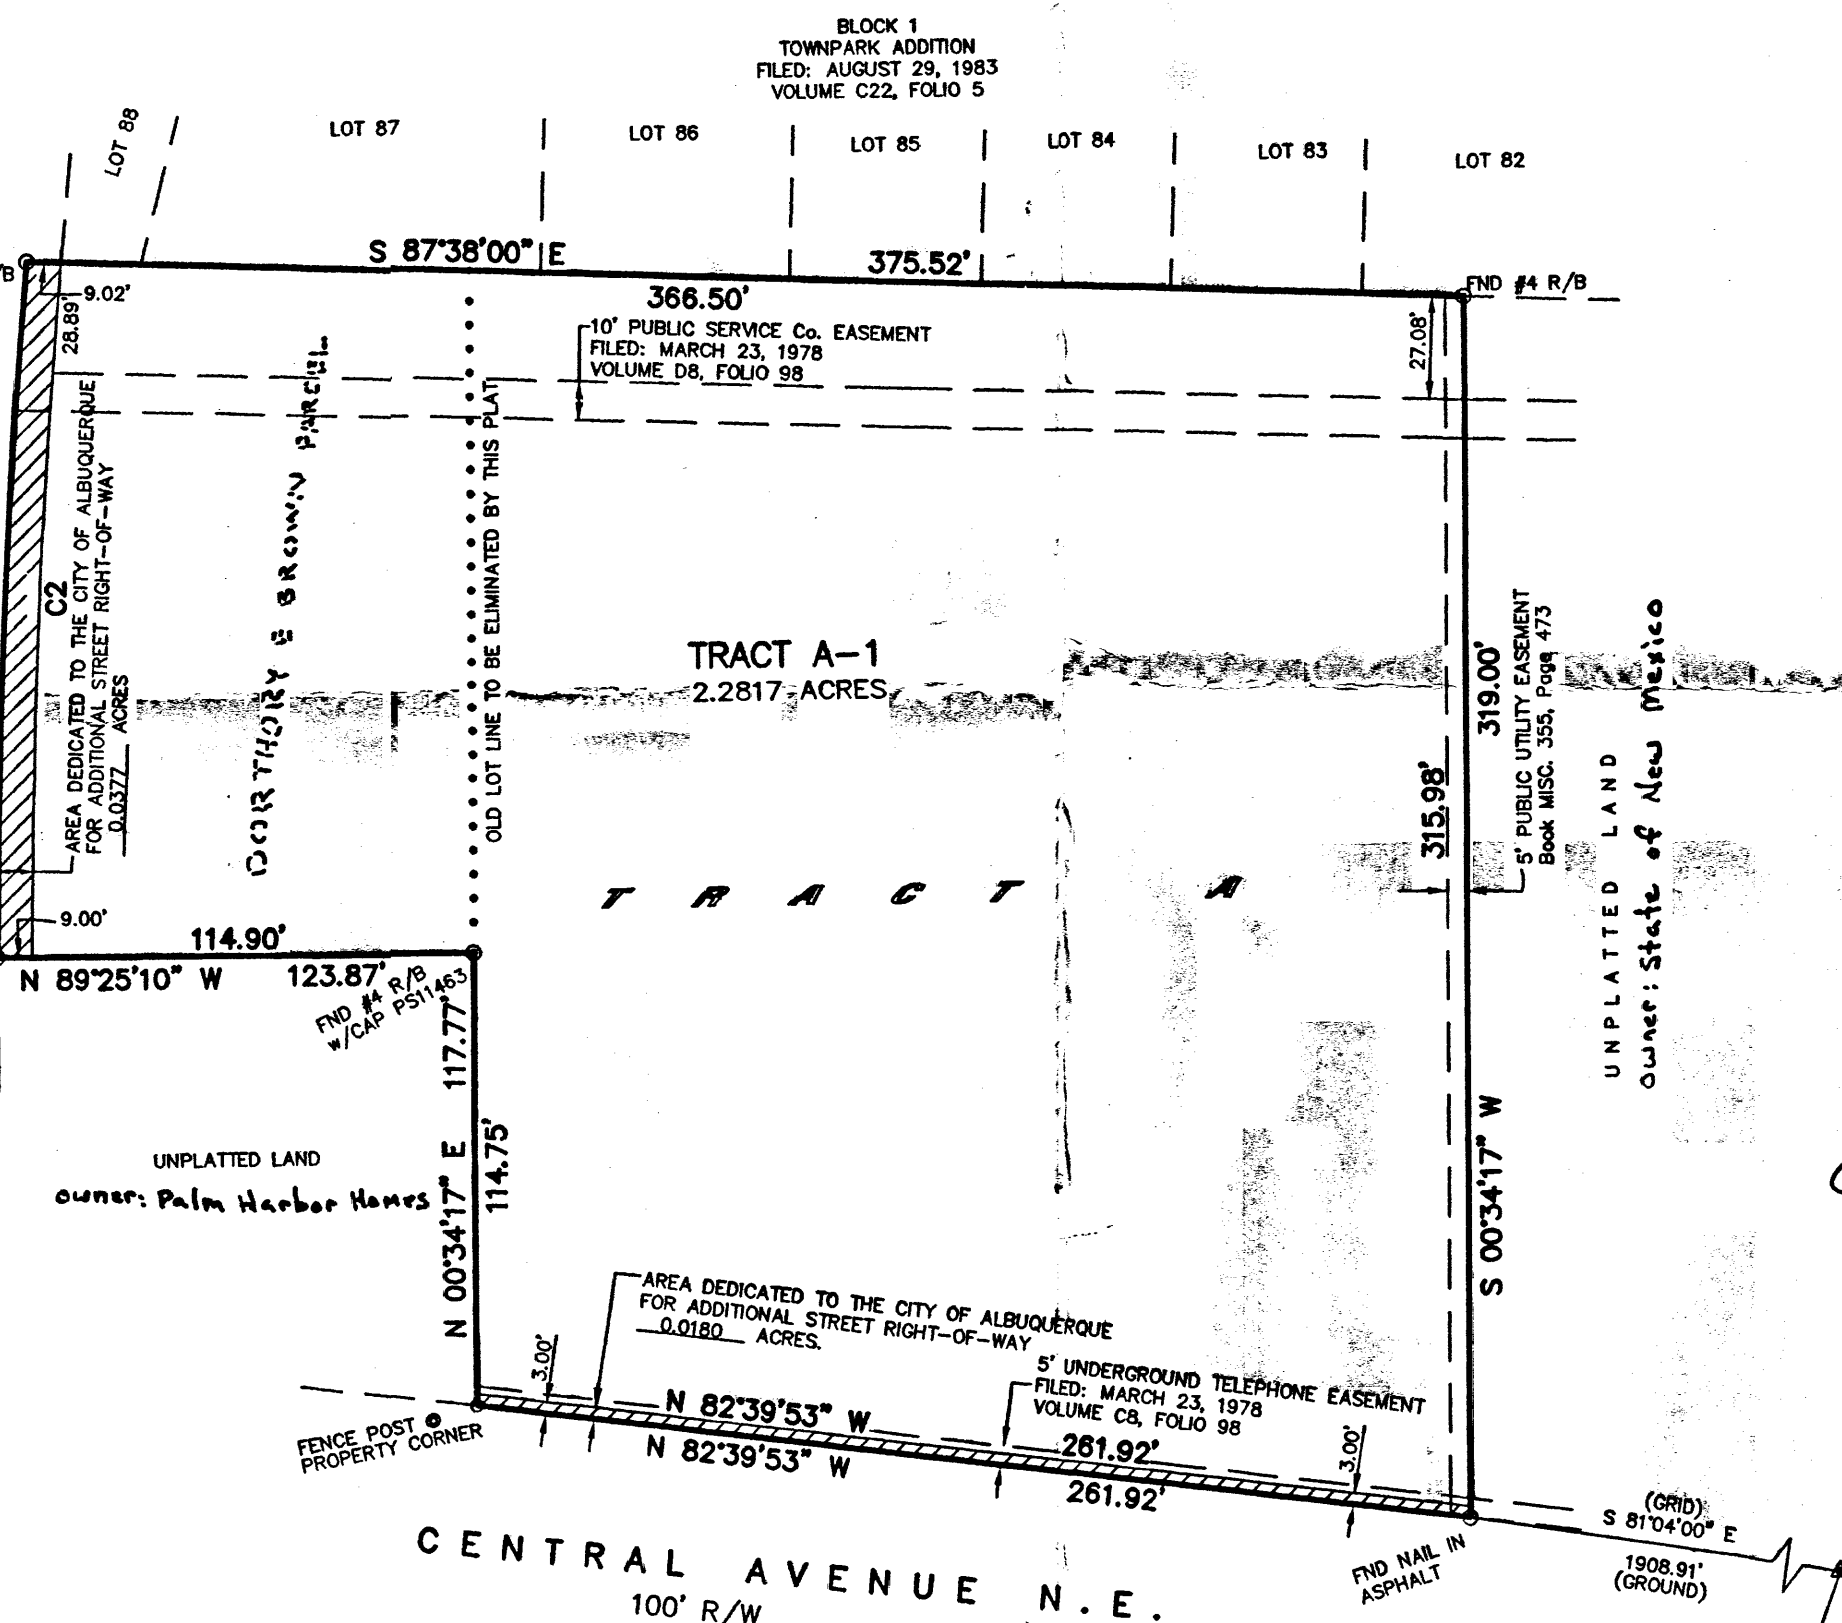 BLOCK 1
TOWNPARK ADDITION
FILED: AUGUST 29, 1983
VOLUME C22, FOLIO 5
LOT 88
LOT 87
LOT 86
LOT 85
LOT 84
LOT 83
LOT 82
S 87°38'00" E
375.52'
366.50'
FND #4 R/B
B
9.02'
28.89'
27.08'
10' PUBLIC SERVICE Co. EASEMENT
FILED: MARCH 23, 1978
VOLUME D8, FOLIO 98
C2
AREA DEDICATED TO THE CITY OF ALBUQUERQUE
FOR ADDITIONAL STREET RIGHT-OF-WAY
0.0377 ACRES
DORTHORY E BROWN PARCEL
OLD LOT LINE TO BE ELIMINATED BY THIS PLAT
TRACT A-1
2.2817 ACRES
TRACT A
319.00'
315.98'
S 00°34'17" W
5' PUBLIC UTILITY EASEMENT
Book MISC. 355, Page 473
UNPLATTED LAND
owner: State of New Mexico
9.00'
114.90'
N 89°25'10" W
123.87'
FND #4 R/B
w/CAP PS11463
N 00°34'17" E 117.77'
114.75'
UNPLATTED LAND
owner: Palm Harbor Homes
AREA DEDICATED TO THE CITY OF ALBUQUERQUE
FOR ADDITIONAL STREET RIGHT-OF-WAY
0.0180 ACRES.
3.00'
5' UNDERGROUND TELEPHONE EASEMENT
FILED: MARCH 23, 1978
VOLUME C8, FOLIO 98
3.00'
N 82°39'53" W
261.92'
N 82°39'53" W
261.92'
FENCE POST @
PROPERTY CORNER
FND NAIL IN
ASPHALT
(GRID)
S 81°04'00" E
1908.91'
(GROUND)
CENTRAL AVENUE N.E.
100' R/W